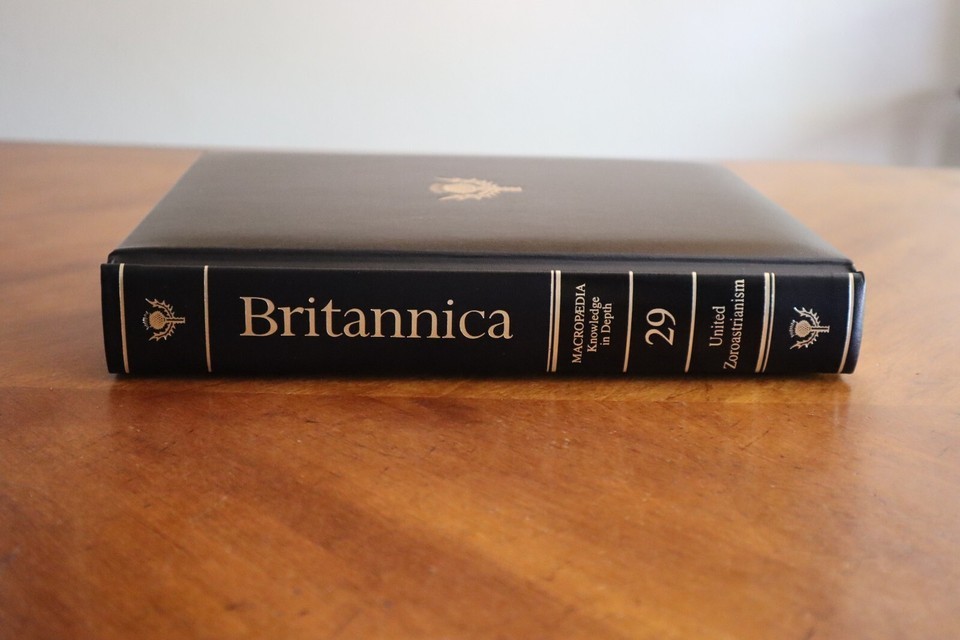 Britannica
MACROPÆDIA
Knowledge
in Depth
29
United
Zoroastrianism